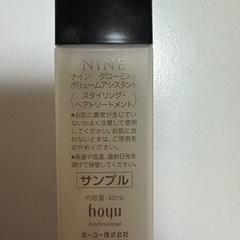 NiNE
ナイン グローミスト
ボリュームアシスタント
(スタイリング・
ヘアトリートメント)
●お肌に異常が生じてい
ないかよく注意して使用
してください。お肌に合
わないときは、ご使用を
おやめください。
●高温や低温、直射日光を
避けて保管してください。
サンプル
内容量:40mL
hoyu
Professional
ホーユー株式会社